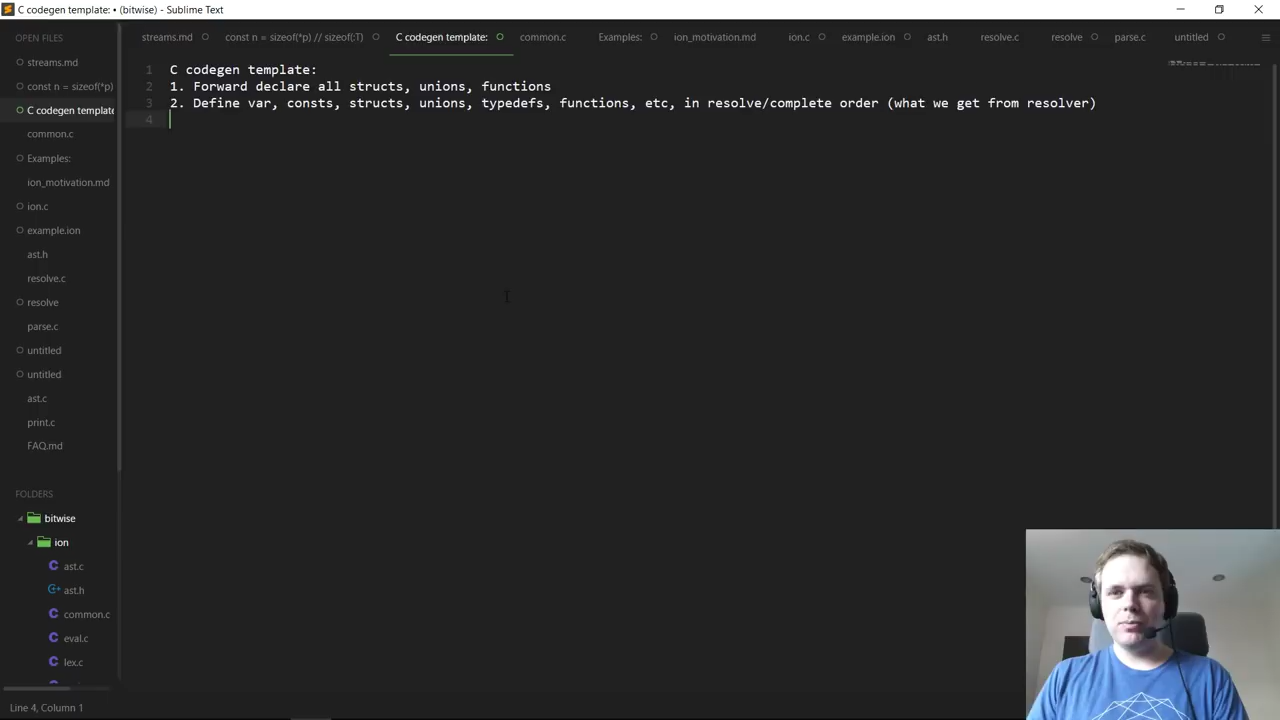 C codegen template: • (bitwise) - Sublime Text
OPEN FILES
streams.md
const n = sizeof(*p) // sizeof(:T)
C codegen template:
common.c
Examples:
ion_motivation.md
ion.c
example.ion
ast.h
resolve.c
resolve
parse.c
untitled
streams.md
const n = sizeof(*p)
C codegen template
common.c
Examples:
ion_motivation.md
ion.c
example.ion
ast.h
resolve.c
resolve
parse.c
untitled
untitled
ast.c
print.c
FAQ.md
FOLDERS
bitwise
ion
ast.c
ast.h
common.c
eval.c
lex.c
1 C codegen template:
2 1. Forward declare all structs, unions, functions
3 2. Define var, consts, structs, unions, typedefs, functions, etc, in resolve/complete order (what we get from resolver)
4
Line 4, Column 1